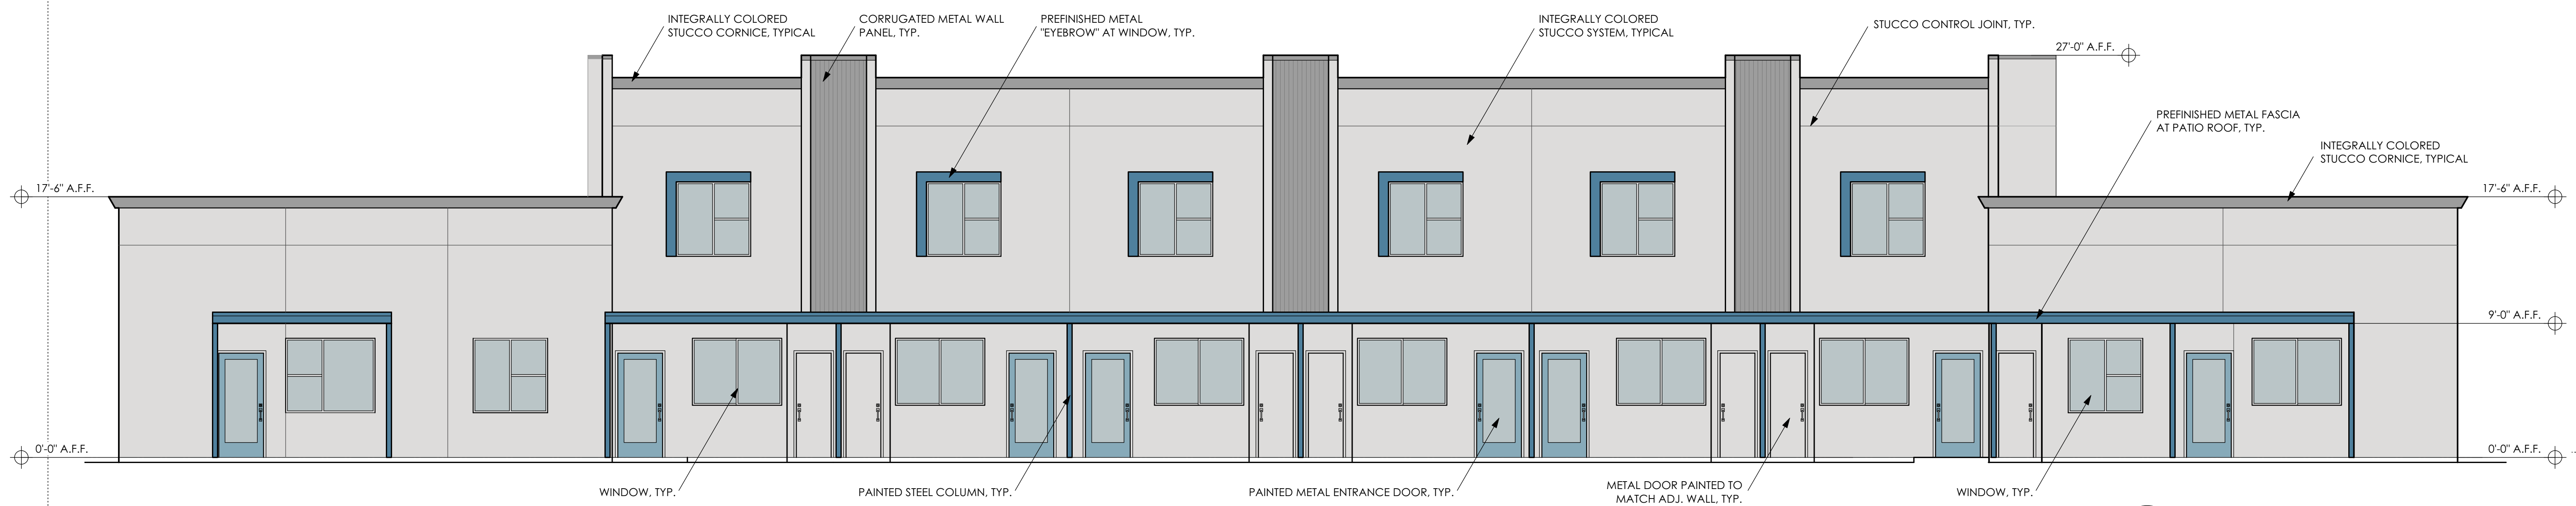 INTEGRALLY COLORED
STUCCO CORNICE, TYPICAL
CORRUGATED METAL WALL
PANEL, TYP.
PREFINISHED METAL
"EYEBROW" AT WINDOW, TYP.
INTEGRALLY COLORED
STUCCO SYSTEM, TYPICAL
STUCCO CONTROL JOINT, TYP.
27'-0" A.F.F.
PREFINISHED METAL FASCIA
AT PATIO ROOF, TYP.
INTEGRALLY COLORED
STUCCO CORNICE, TYPICAL
17'-6" A.F.F.
17'-6" A.F.F.
9'-0" A.F.F.
0'-0" A.F.F.
0'-0" A.F.F.
WINDOW, TYP.
PAINTED STEEL COLUMN, TYP.
PAINTED METAL ENTRANCE DOOR, TYP.
METAL DOOR PAINTED TO
MATCH ADJ. WALL, TYP.
WINDOW, TYP.